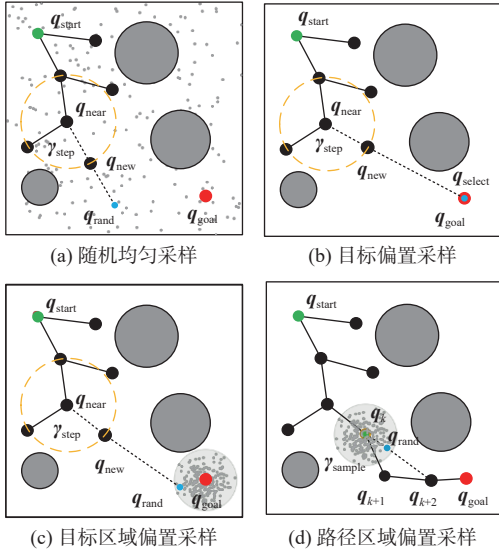 q_start
q_near
γ_step
q_new
q_rand
q_goal
(a) 随机均匀采样
q_start
q_near
γ_step
q_new
q_select
q_goal
(b) 目标偏置采样
q_start
q_near
γ_step
q_new
q_rand
q_goal
(c) 目标区域偏置采样
q_start
q_k
q_rand
γ_sample
q_k+1
q_k+2
q_goal
(d) 路径区域偏置采样